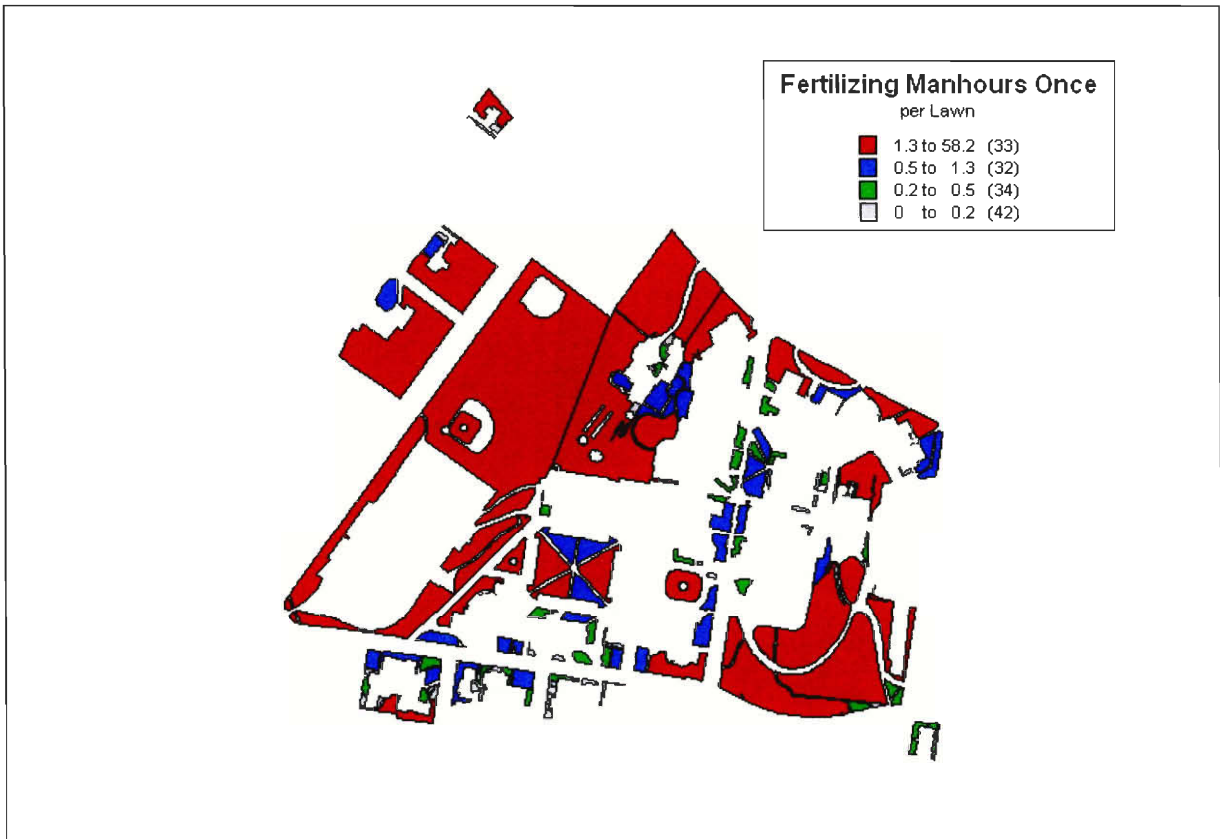 Fertilizing Manhours Once
per Lawn
1.3 to 58.2 (33)
0.5 to 1.3 (32)
0.2 to 0.5 (34)
0 to 0.2 (42)